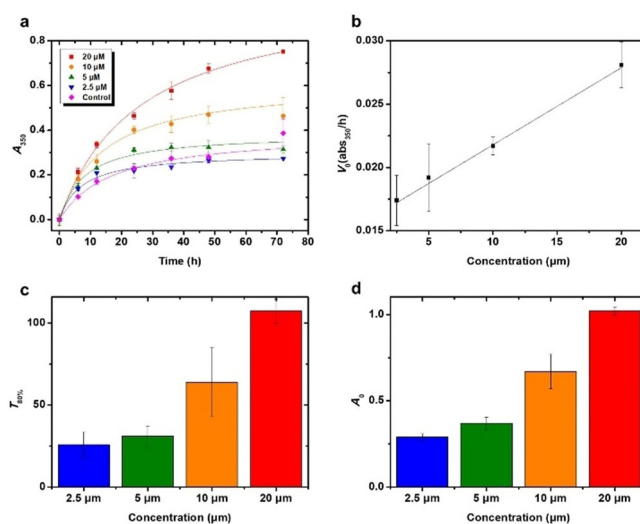 a
0.8
0.6
0.4
0.2
0.0
A350
20 μM
10 μM
5 μM
2.5 μM
Control
0 10 20 30 40 50 60 70 80
Time (h)
b
0.030
0.025
0.020
0.015
V0(abs350/h)
5 10 15 20
Concentration (μm)
c
100
50
0
T80%
2.5 μm 5 μm 10 μm 20 μm
Concentration (μm)
d
1.0
0.5
0.0
A0
2.5 μm 5 μm 10 μm 20 μm
Concentration (μm)